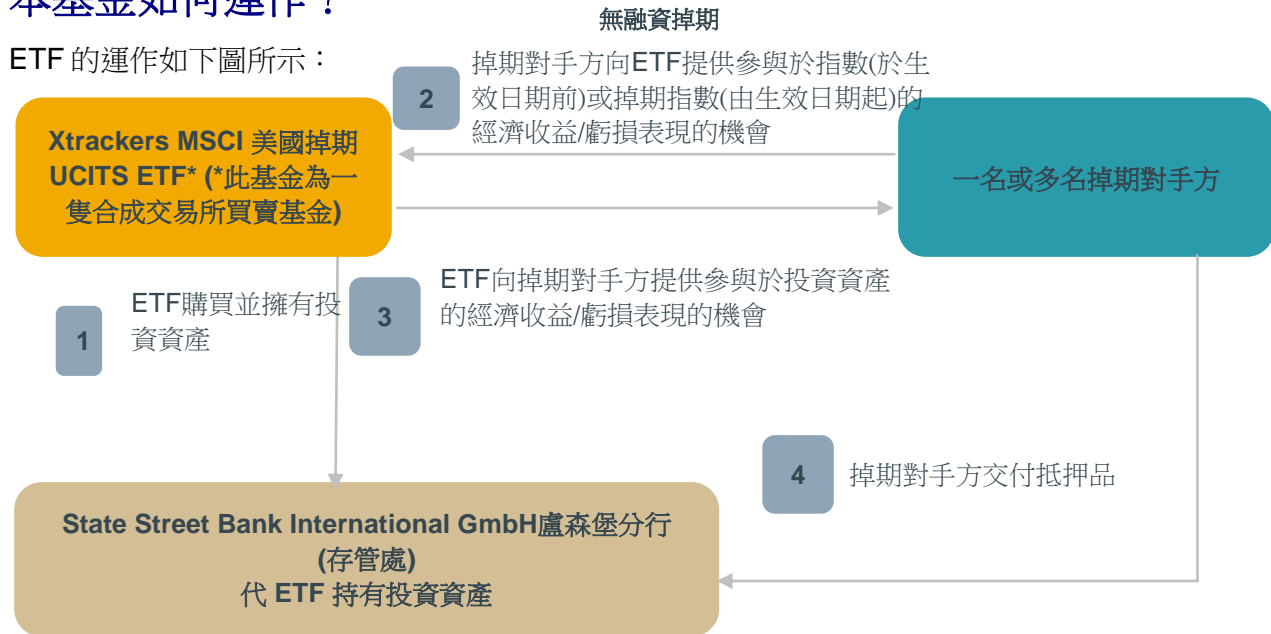 本基金如何運作？
無融資掉期
ETF 的運作如下圖所示：
2
掉期對手方向ETF提供參與於指數(於生
效日期前)或掉期指數(由生效日期起)的
經濟收益/虧損表現的機會
Xtrackers MSCI 美國掉期
UCITS ETF* (*此基金為一
隻合成交易所買賣基金)
一名或多名掉期對手方
1
ETF購買並擁有投
資資產
3
ETF向掉期對手方提供參與於投資資產
的經濟收益/虧損表現的機會
4
掉期對手方交付抵押品
State Street Bank International GmbH盧森堡分行
(存管處)
代 ETF 持有投資資產